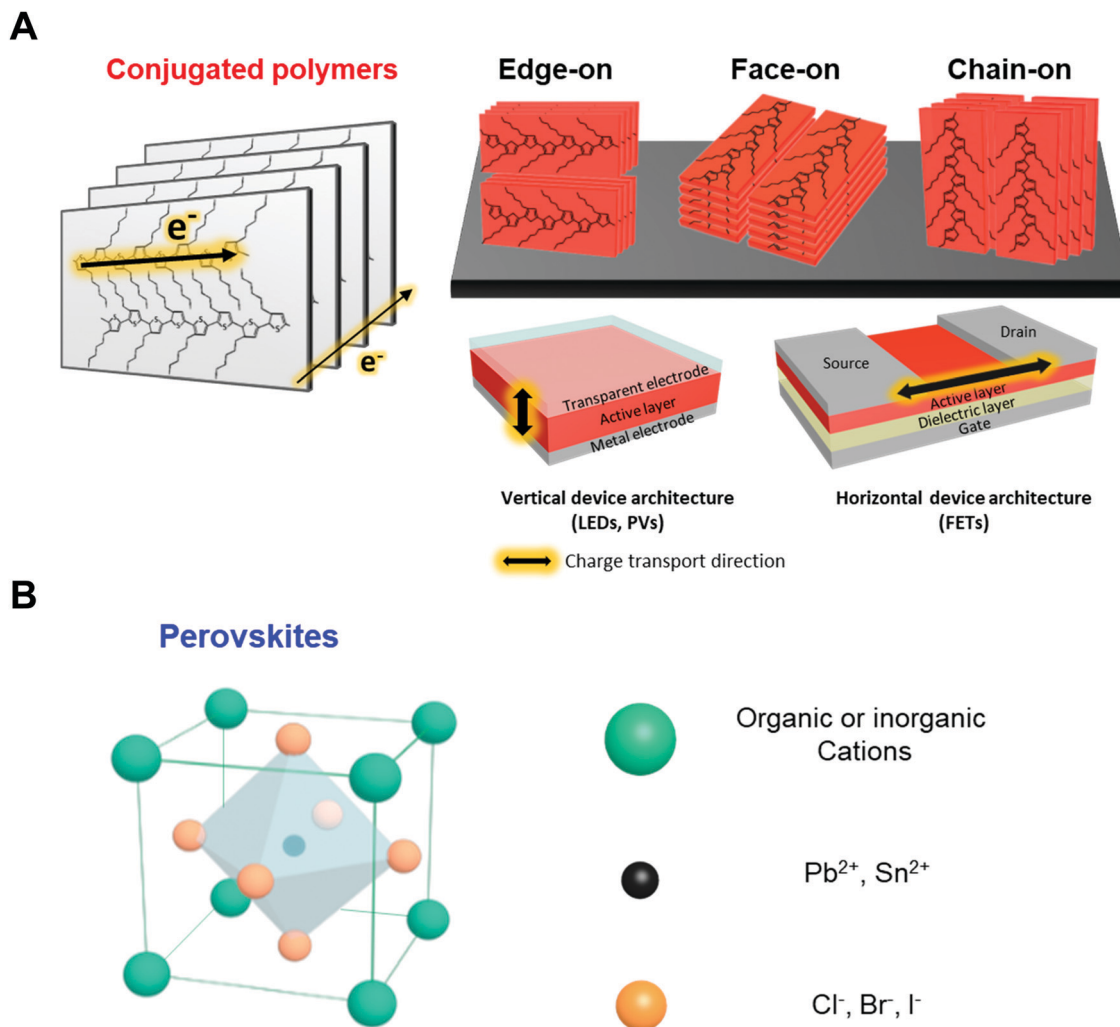 A
Conjugated polymers
e-
e-
S S S S S S S S
Edge-on
Face-on
Chain-on
Transparent electrode
Active layer
Metal electrode
Source
Drain
Active layer
Dielectric layer
Gate
Vertical device architecture
(LEDs, PVs)
Horizontal device architecture
(FETs)
Charge transport direction
B
Perovskites
Organic or inorganic
Cations
Pb2+, Sn2+
Cl-, Br-, I-